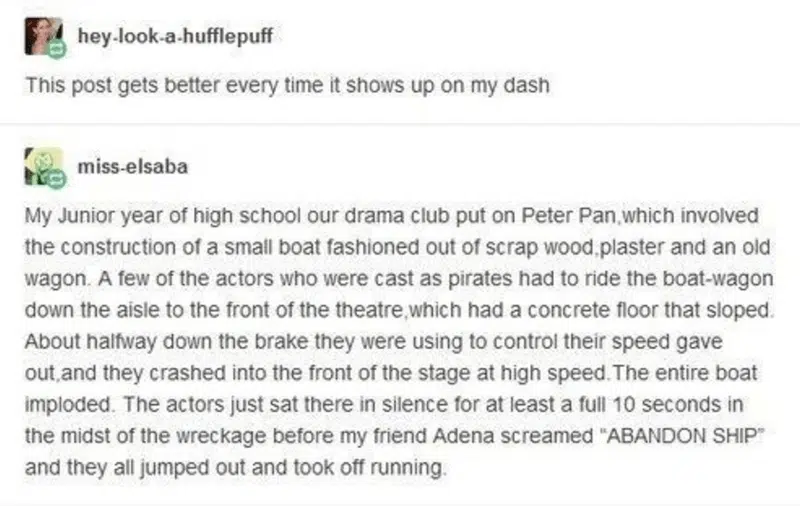 hey-look-a-hufflepuff
This post gets better every time it shows up on my dash
miss-elsaba
My Junior year of high school our drama club put on Peter Pan,which involved
the construction of a small boat fashioned out of scrap wood,plaster and an old
wagon. A few of the actors who were cast as pirates had to ride the boat-wagon
down the aisle to the front of the theatre,which had a concrete floor that sloped.
About halfway down the brake they were using to control their speed gave
out,and they crashed into the front of the stage at high speed.The entire boat
imploded. The actors just sat there in silence for at least a full 10 seconds in
the midst of the wreckage before my friend Adena screamed "ABANDON SHIP"
and they all jumped out and took off running.